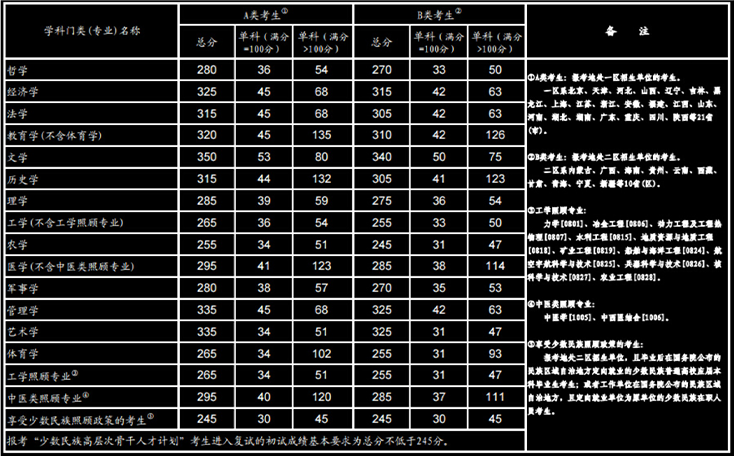 学科门类(专业)名称 A类考生① B类考生② 备 注
总分 单科(满分=100分) 单科(满分>100分) 总分 单科(满分=100分) 单科(满分>100分)
哲学 280 36 54 270 33 50
经济学 325 45 68 315 42 63
法学 315 45 68 305 42 63
教育学(不含体育学) 320 45 135 310 42 126
文学 350 53 80 340 50 75
历史学 315 44 132 305 41 123
理学 285 39 59 275 36 54
工学(不含工学照顾专业) 265 36 54 255 33 50
农学 255 34 51 245 31 47
医学(不含中医类照顾专业) 295 41 123 285 38 114
军事学 280 38 57 270 35 53
管理学 335 45 68 325 42 63
艺术学 335 34 51 325 31 47
体育学 265 34 102 255 31 93
工学照顾专业③ 265 34 51 255 31 47
中医类照顾专业④ 295 40 120 285 37 111
享受少数民族照顾政策的考生⑤ 245 30 45 245 30 45
报考“少数民族高层次骨干人才计划”考生进入复试的初试成绩基本要求为总分不低于245分。
①A类考生：报考地处一区招生单位的考生。
一区系北京、天津、河北、山西、辽宁、吉林、黑
龙江、上海、江苏、浙江、安徽、福建、江西、山东、
河南、湖北、湖南、广东、重庆、四川、陕西等21省
(市)。
②B类考生：报考地处二区招生单位的考生。
二区系内蒙古、广西、海南、贵州、云南、西藏、
甘肃、青海、宁夏、新疆等10省(区)。
③工学照顾专业：
力学[0801]、冶金工程[0806]、动力工程及工程热
物理[0807]、水利工程[0815]、地质资源与地质工程
[0818]、矿业工程[0819]、船舶与海洋工程[0824]、航
空宇航科学与技术[0825]、兵器科学与技术[0826]、核
科学与技术[0827]、农业工程[0828]。
④中医类照顾专业：
中医学[1005]、中西医结合[1006]。
⑤享受少数民族照顾政策的考生：
报考地处二区招生单位，且毕业后在国务院公布的
民族区域自治地方定向就业的少数民族普通高校应届本
科毕业生考生；或者工作单位在国务院公布的民族区域
自治地方，且定向就业单位为原单位的少数民族在职人
员考生。